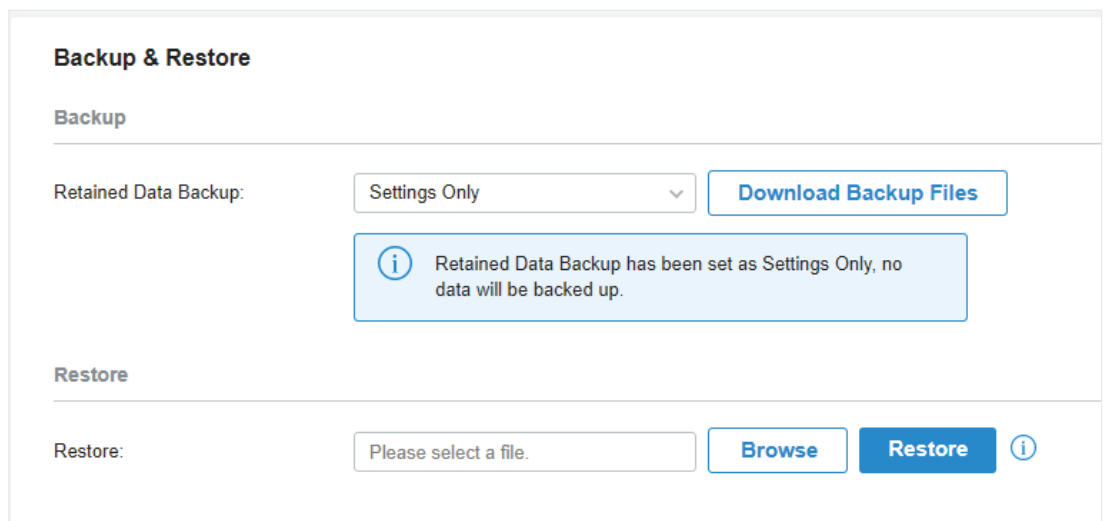 Backup & Restore
Backup
Retained Data Backup:
Settings Only
Download Backup Files
Retained Data Backup has been set as Settings Only, no
data will be backed up.
Restore
Restore:
Please select a file.
Browse
Restore